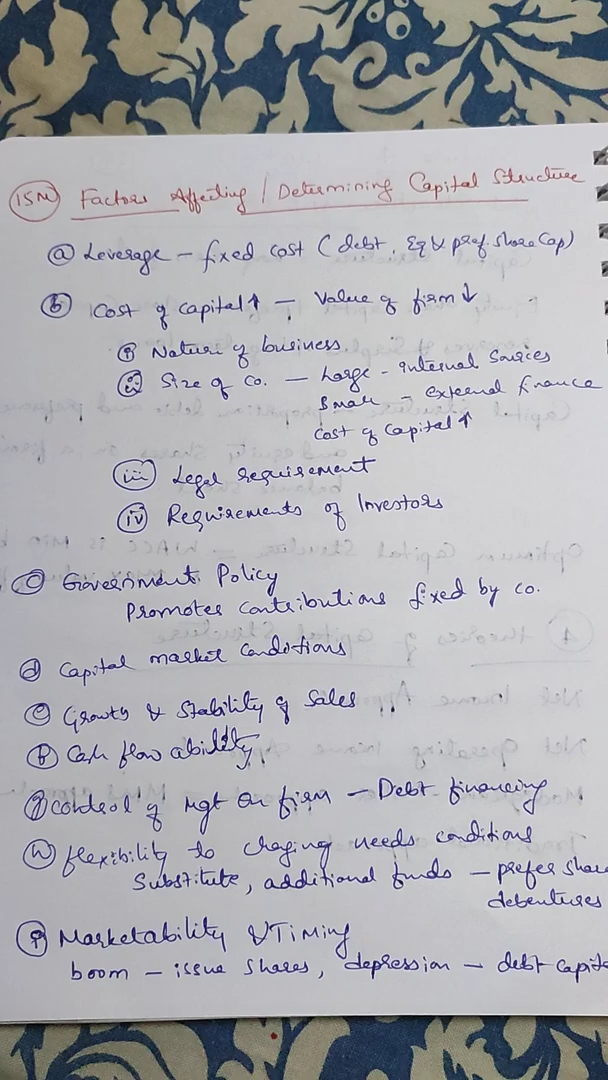 15M Factors Affecting / Determining Capital Structure
(a) Leverage - fixed cost (debt, Eq & pref. share Cap)
(b) Cost of capital ↑ - Value of firm ↓
(i) Nature of business
(ii) Size of Co. - Large - internal sources
Small - external finance
Cost of capital ↑
(iii) Legal requirement
(iv) Requirements of Investors
(c) Government Policy
Promotes contributions fixed by co.
(d) Capital market conditions
(e) Growth & Stability of Sales
(f) Cash flow ability
(g) Control of Mgt on firm - Debt financing
(h) flexibility to changing needs conditions
Substitute, additional funds - prefer share
debentures
(i) Marketability & Timing
boom - issue shares, depression - debt capit